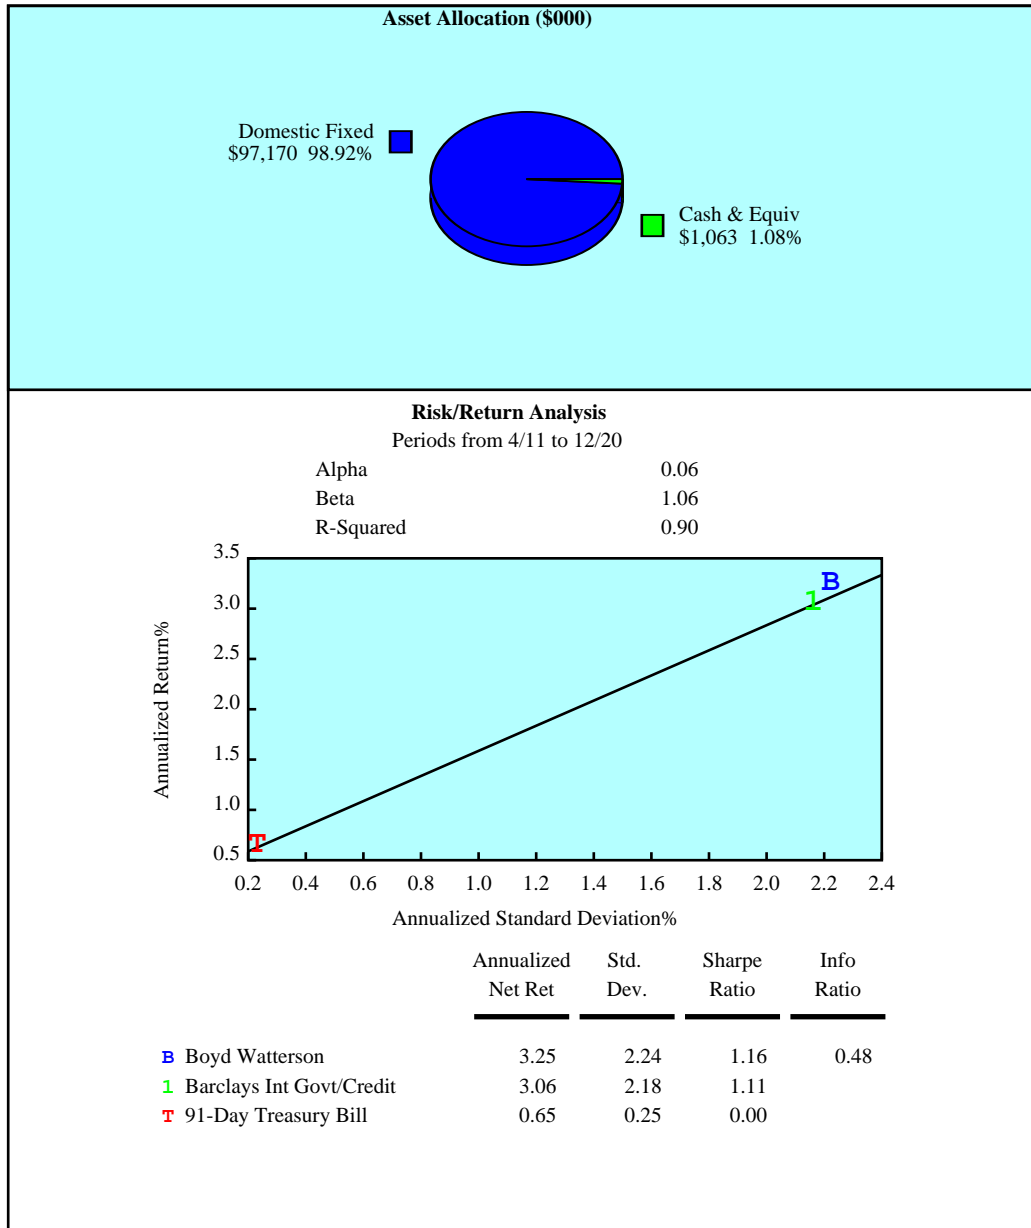 Asset Allocation ($000)
Domestic Fixed
$97,170 98.92%
Cash & Equiv
$1,063 1.08%
Risk/Return Analysis
Periods from 4/11 to 12/20
Alpha 0.06
Beta 1.06
R-Squared 0.90
3.5
3.0
2.5
2.0
1.5
1.0
0.5
Annualized Return%
B
1
T
0.2 0.4 0.6 0.8 1.0 1.2 1.4 1.6 1.8 2.0 2.2 2.4
Annualized Standard Deviation%
Annualized Std. Sharpe Info
Net Ret Dev. Ratio Ratio
B Boyd Watterson 3.25 2.24 1.16 0.48
1 Barclays Int Govt/Credit 3.06 2.18 1.11
T 91-Day Treasury Bill 0.65 0.25 0.00